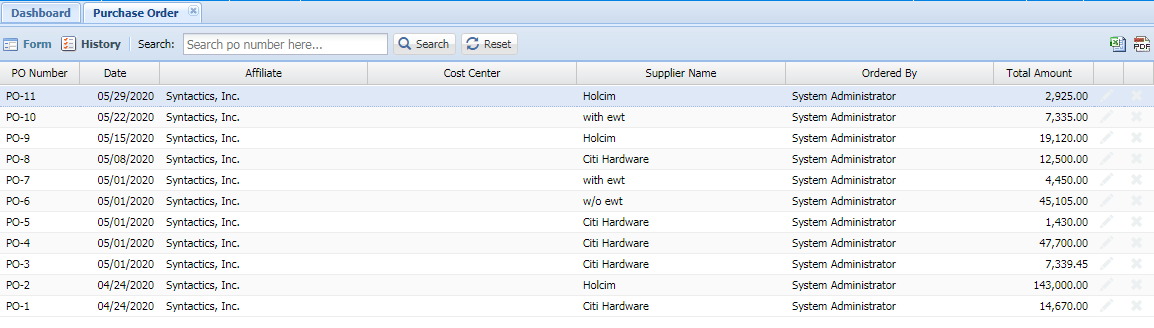 Dashboard Purchase Order
Form History Search: Search po number here... Search Reset PDF
PO Number Date Affiliate Cost Center Supplier Name Ordered By Total Amount
PO-11 05/29/2020 Syntactics, Inc. Holcim System Administrator 2,925.00
PO-10 05/22/2020 Syntactics, Inc. with ewt System Administrator 7,335.00
PO-9 05/15/2020 Syntactics, Inc. Holcim System Administrator 19,120.00
PO-8 05/08/2020 Syntactics, Inc. Citi Hardware System Administrator 12,500.00
PO-7 05/01/2020 Syntactics, Inc. with ewt System Administrator 4,450.00
PO-6 05/01/2020 Syntactics, Inc. w/o ewt System Administrator 45,105.00
PO-5 05/01/2020 Syntactics, Inc. Citi Hardware System Administrator 1,430.00
PO-4 05/01/2020 Syntactics, Inc. Citi Hardware System Administrator 47,700.00
PO-3 05/01/2020 Syntactics, Inc. Citi Hardware System Administrator 7,339.45
PO-2 04/24/2020 Syntactics, Inc. Holcim System Administrator 143,000.00
PO-1 04/24/2020 Syntactics, Inc. Citi Hardware System Administrator 14,670.00